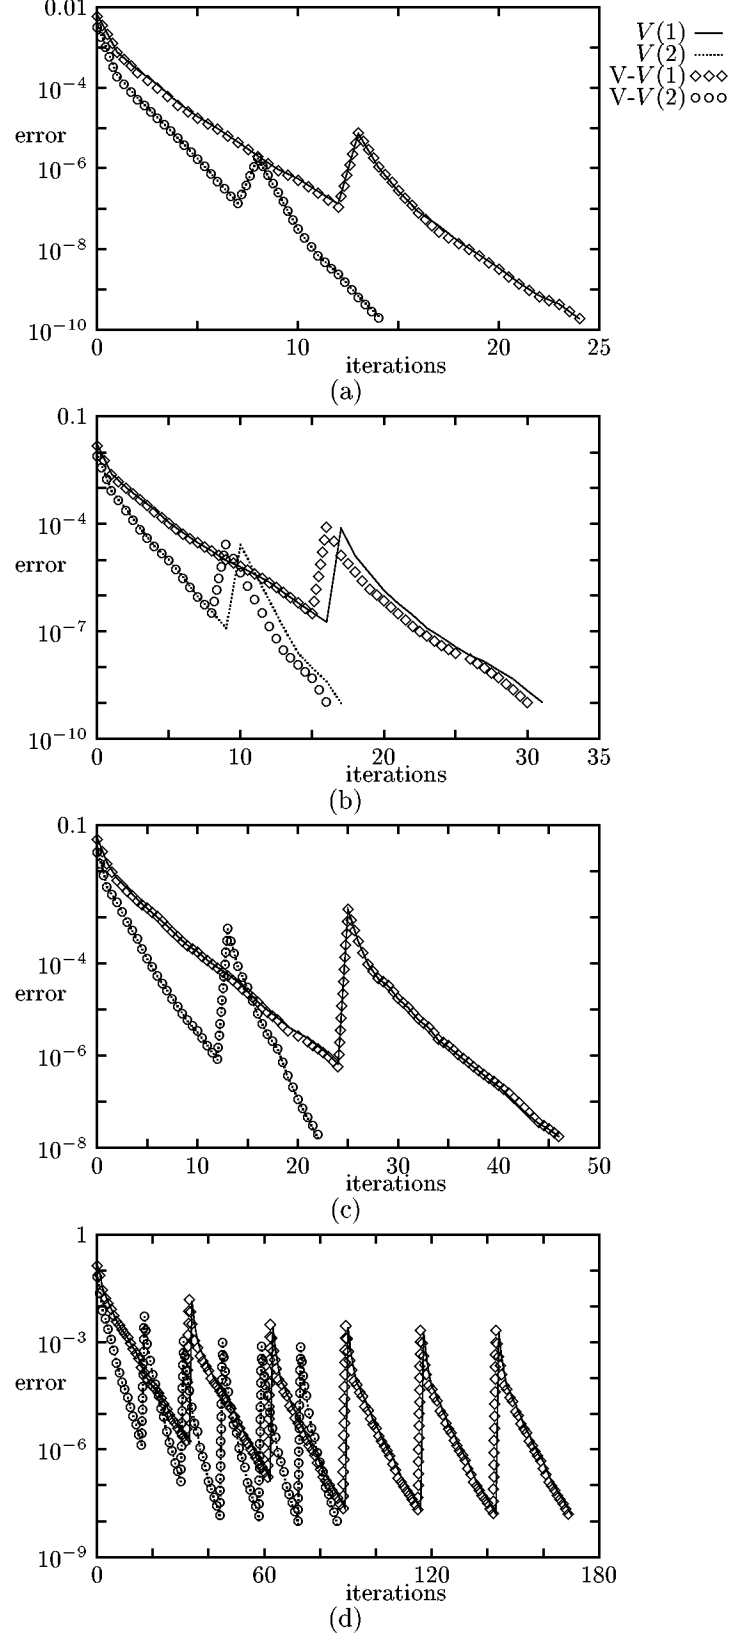 0.01
V(1)
V(2)
V-V(1)
V-V(2)
10⁻⁴
error
10⁻⁶
10⁻⁸
10⁻¹⁰
0 10 20 25
iterations
(a)
0.1
10⁻⁴
error
10⁻⁷
10⁻¹⁰
0 10 20 30 35
iterations
(b)
0.1
10⁻⁴
error
10⁻⁶
10⁻⁸
0 10 20 30 40 50
iterations
(c)
1
10⁻³
error
10⁻⁶
10⁻⁹
0 60 120 180
iterations
(d)